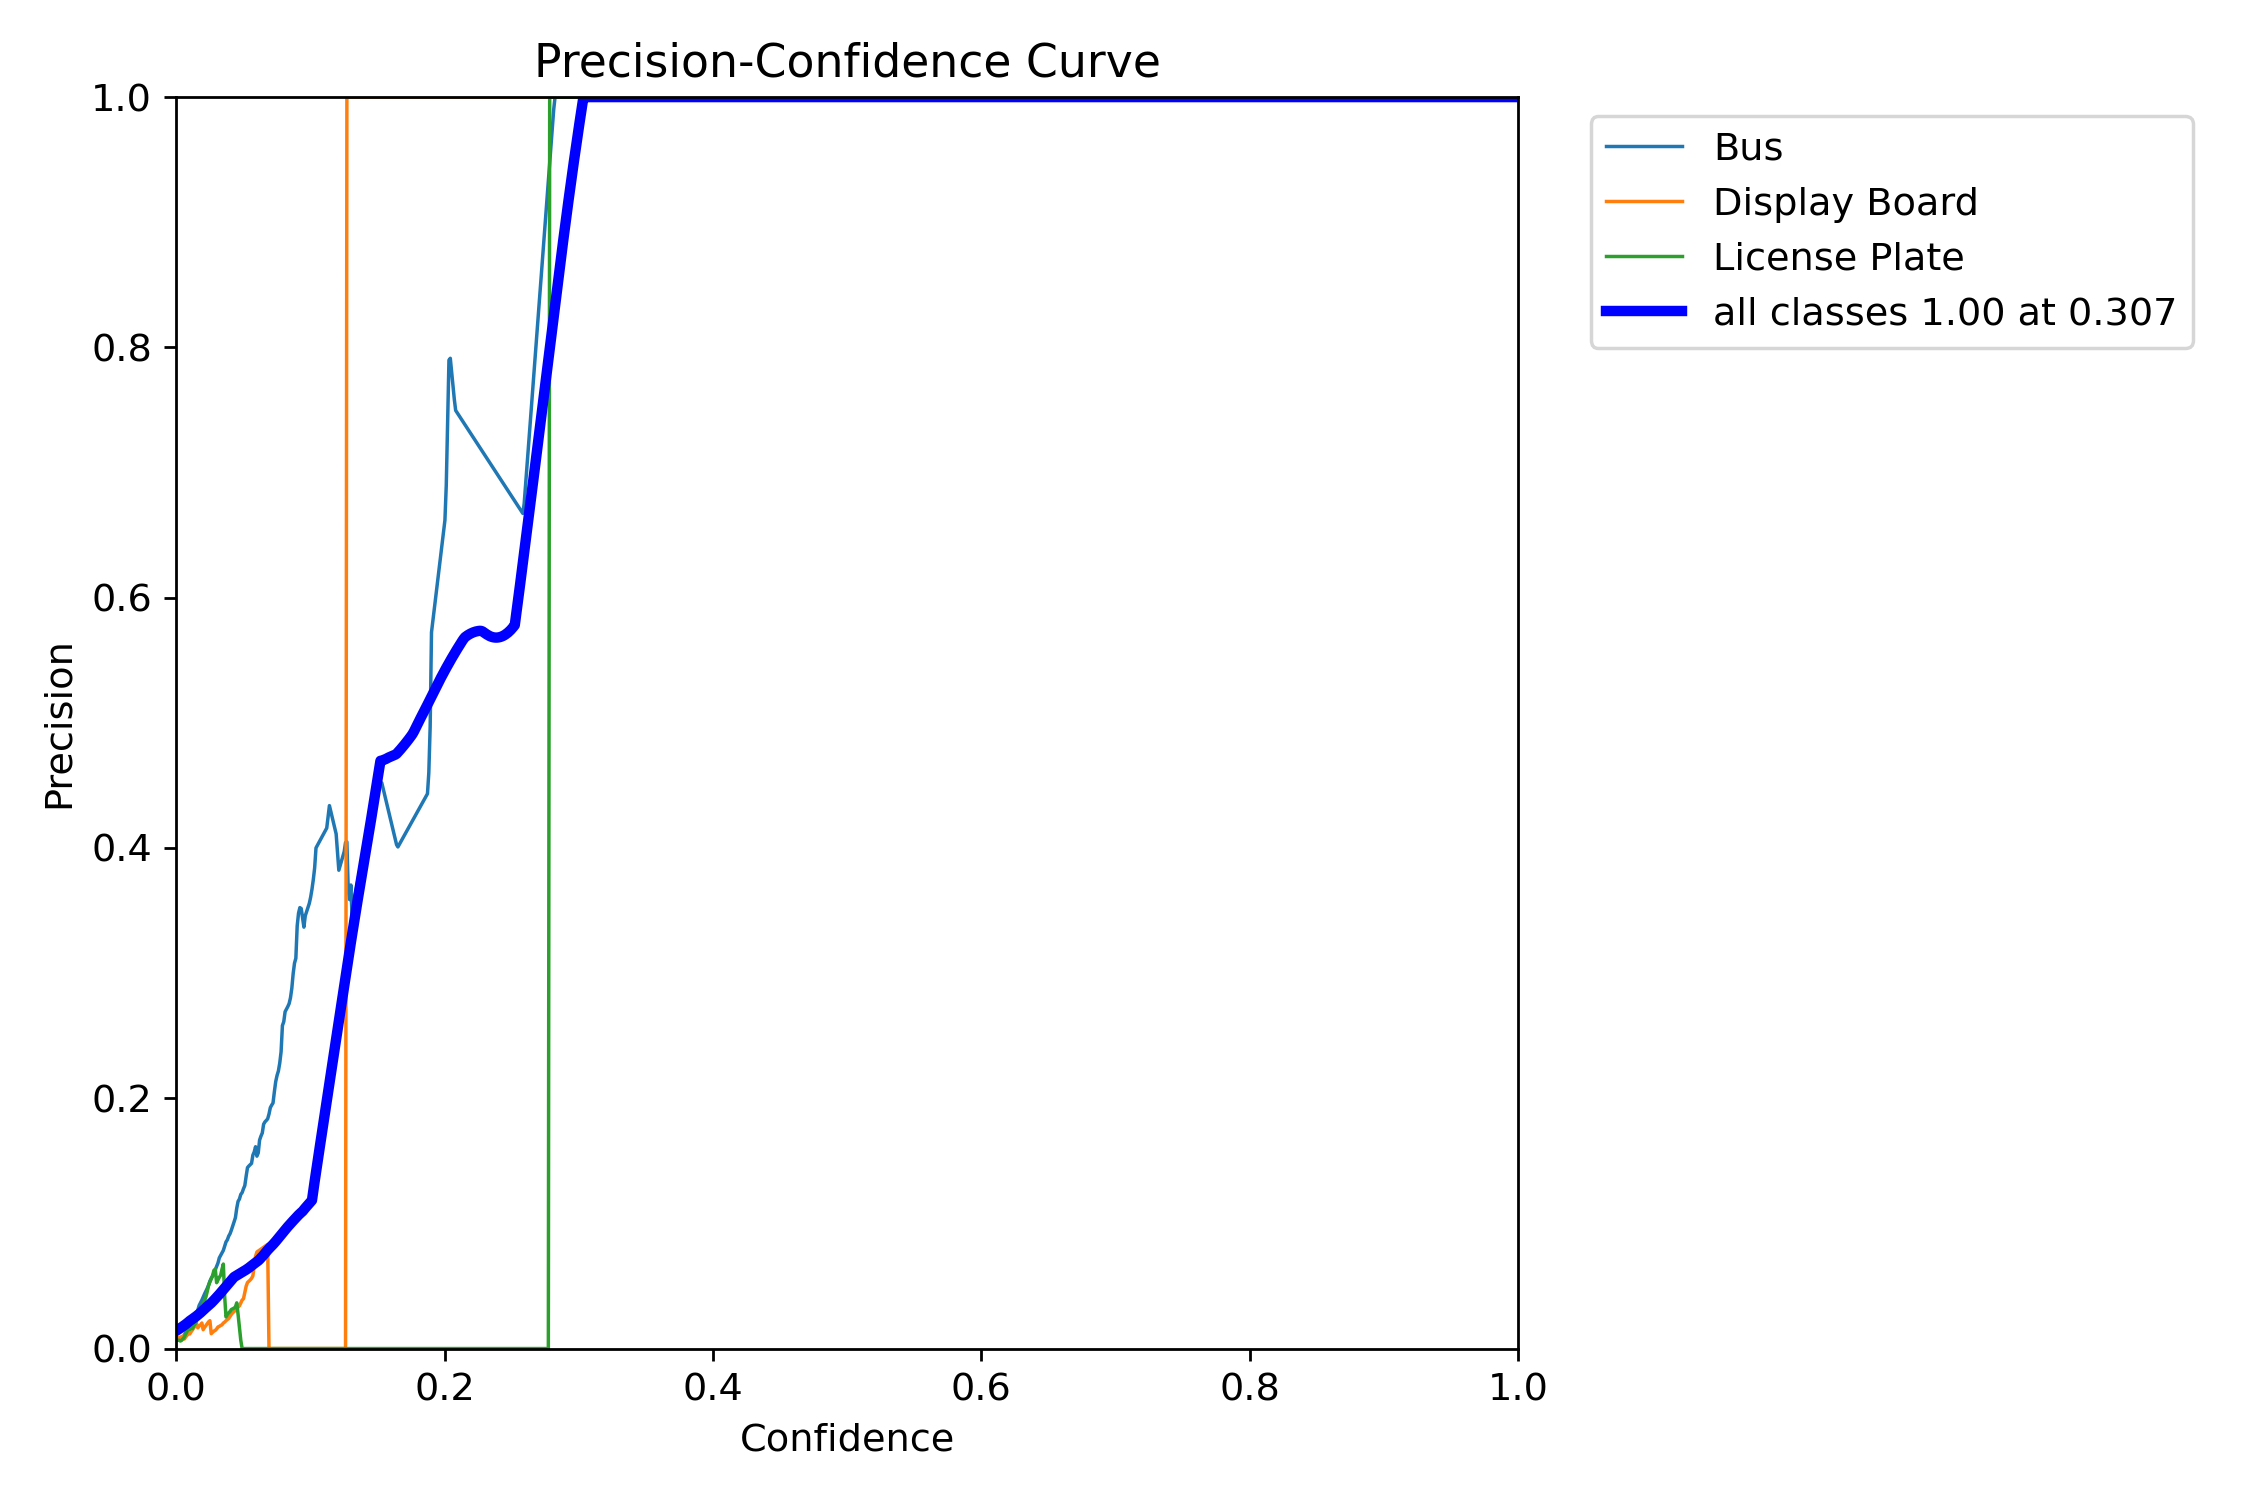 Precision-Confidence Curve
1.0
0.8
0.6
0.4
0.2
0.0
Precision
0.0 0.2 0.4 0.6 0.8 1.0
Confidence
Bus
Display Board
License Plate
all classes 1.00 at 0.307